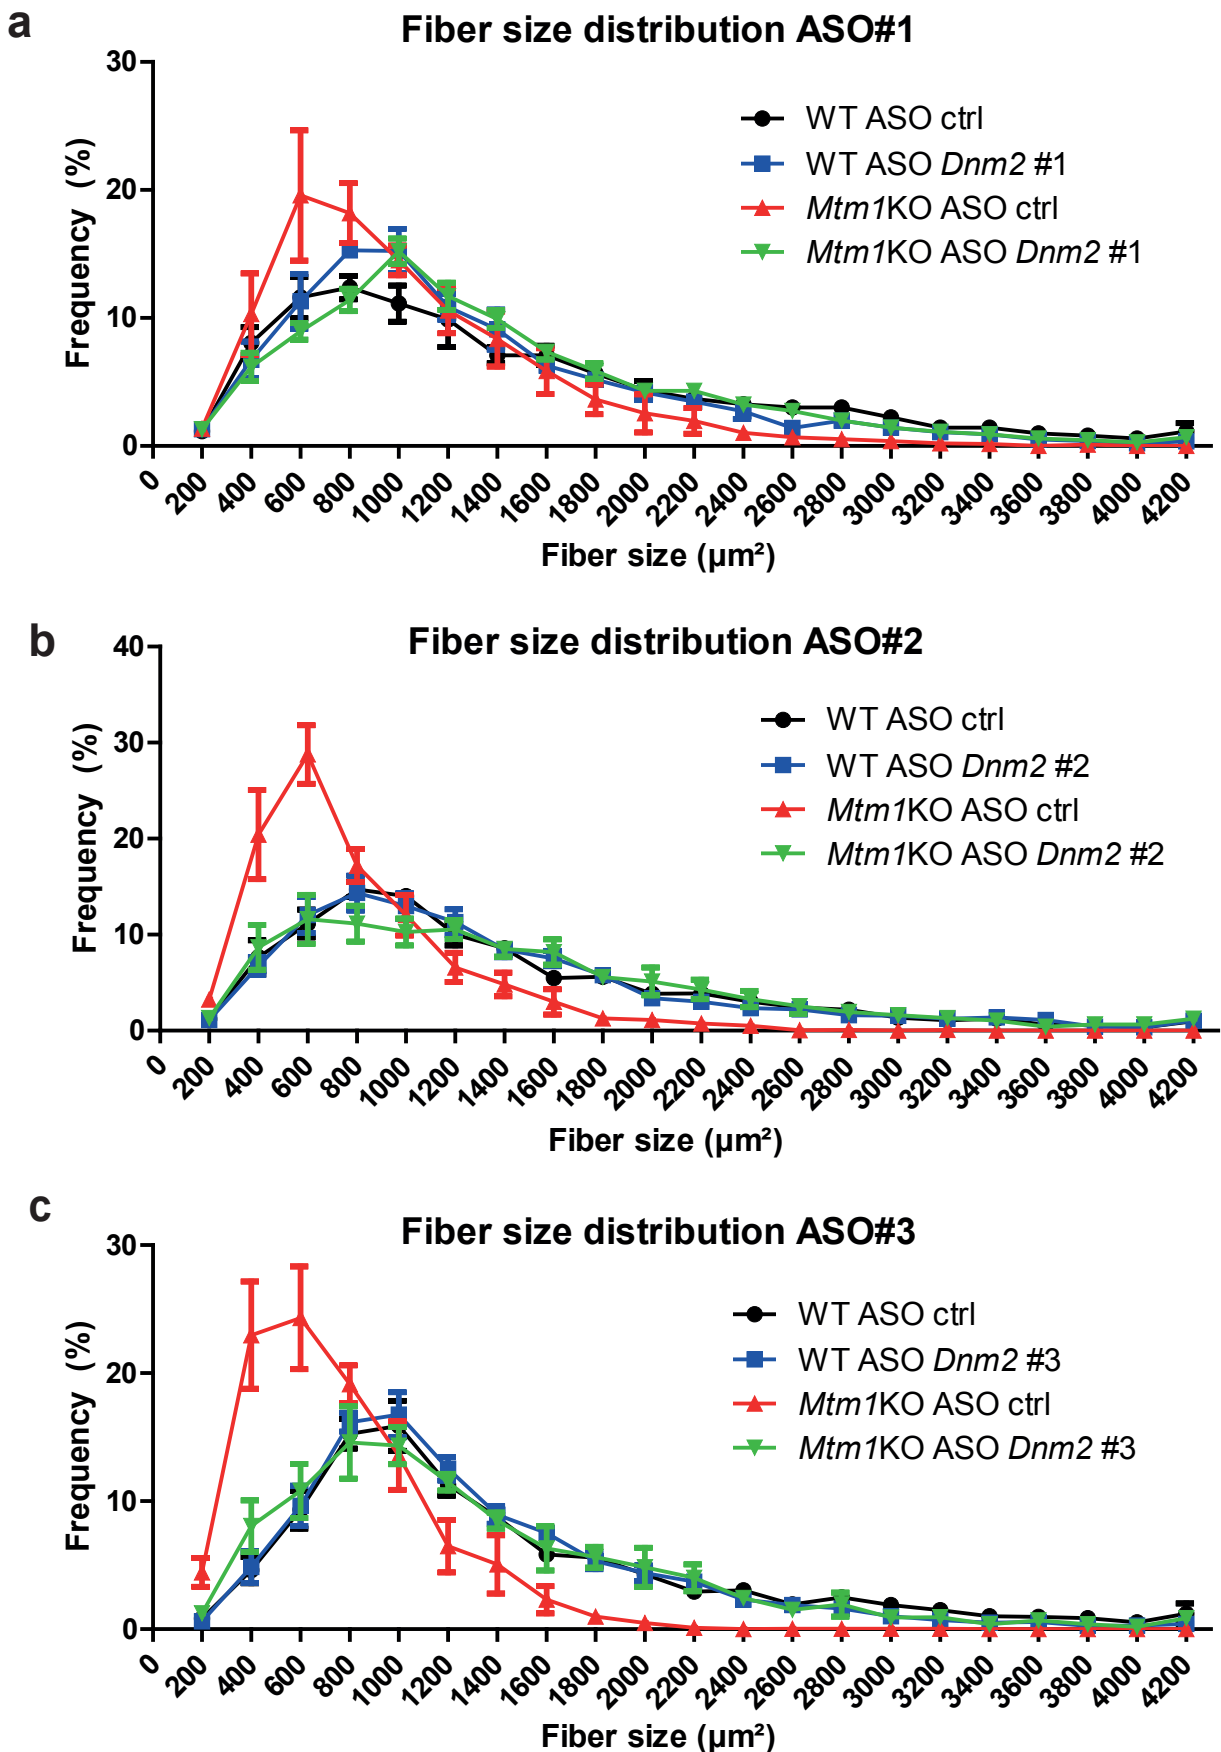 a
Fiber size distribution ASO#1
30
20
10
0
Frequency (%)
WT ASO ctrl
WT ASO Dnm2 #1
Mtm1KO ASO ctrl
Mtm1KO ASO Dnm2 #1
0 200 400 600 800 1000 1200 1400 1600 1800 2000 2200 2400 2600 2800 3000 3200 3400 3600 3800 4000 4200
Fiber size (µm²)
b
Fiber size distribution ASO#2
40
30
20
10
0
Frequency (%)
WT ASO ctrl
WT ASO Dnm2 #2
Mtm1KO ASO ctrl
Mtm1KO ASO Dnm2 #2
0 200 400 600 800 1000 1200 1400 1600 1800 2000 2200 2400 2600 2800 3000 3200 3400 3600 3800 4000 4200
Fiber size (µm²)
c
Fiber size distribution ASO#3
30
20
10
0
Frequency (%)
WT ASO ctrl
WT ASO Dnm2 #3
Mtm1KO ASO ctrl
Mtm1KO ASO Dnm2 #3
0 200 400 600 800 1000 1200 1400 1600 1800 2000 2200 2400 2600 2800 3000 3200 3400 3600 3800 4000 4200
Fiber size (µm²)